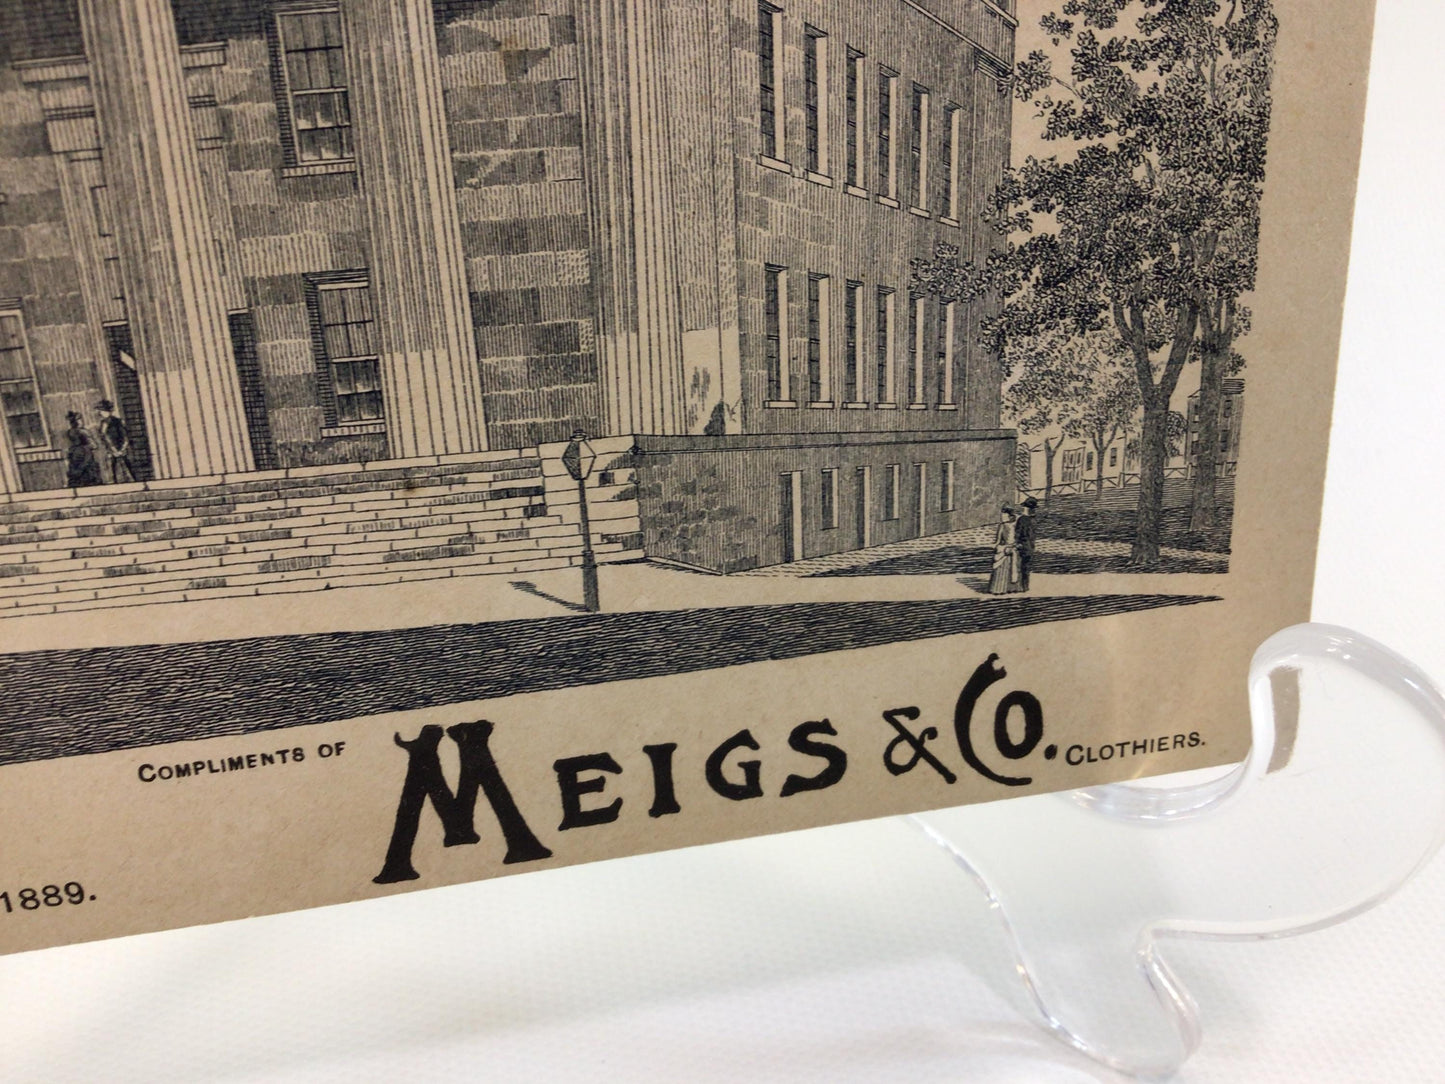 COMPLIMENTS OF MEIGS & CO. CLOTHIERS.
1889.